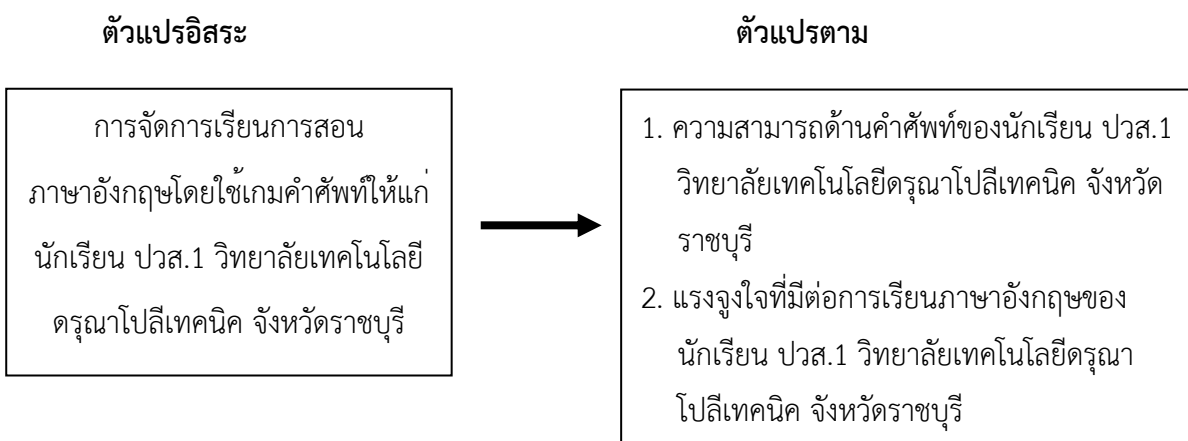 ตัวแปรอิสระ
ตัวแปรตาม
การจัดการเรียนการสอน
ภาษาอังกฤษโดยใช้เกมคำศัพท์ให้แก่
นักเรียน ปวส.1 วิทยาลัยเทคโนโลยี
ดรุณาโปลีเทคนิค จังหวัดราชบุรี
1. ความสามารถด้านคำศัพท์ของนักเรียน ปวส.1
วิทยาลัยเทคโนโลยีดรุณาโปลีเทคนิค จังหวัด
ราชบุรี
2. แรงจูงใจที่มีต่อการเรียนภาษาอังกฤษของ
นักเรียน ปวส.1 วิทยาลัยเทคโนโลยีดรุณา
โปลีเทคนิค จังหวัดราชบุรี